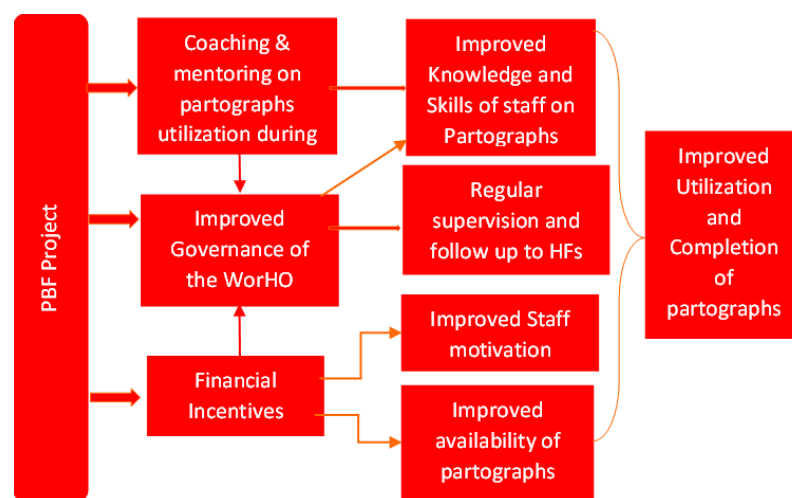 PBF Project
Coaching &
mentoring on
partographs
utilization during
Improved
Governance of
the WorHO
Financial
Incentives
Improved
Knowledge and
Skills of staff on
Partographs
Regular
supervision and
follow up to HFs
Improved Staff
motivation
Improved
availability of
partographs
Improved
Utilization
and
Completion
of
partographs